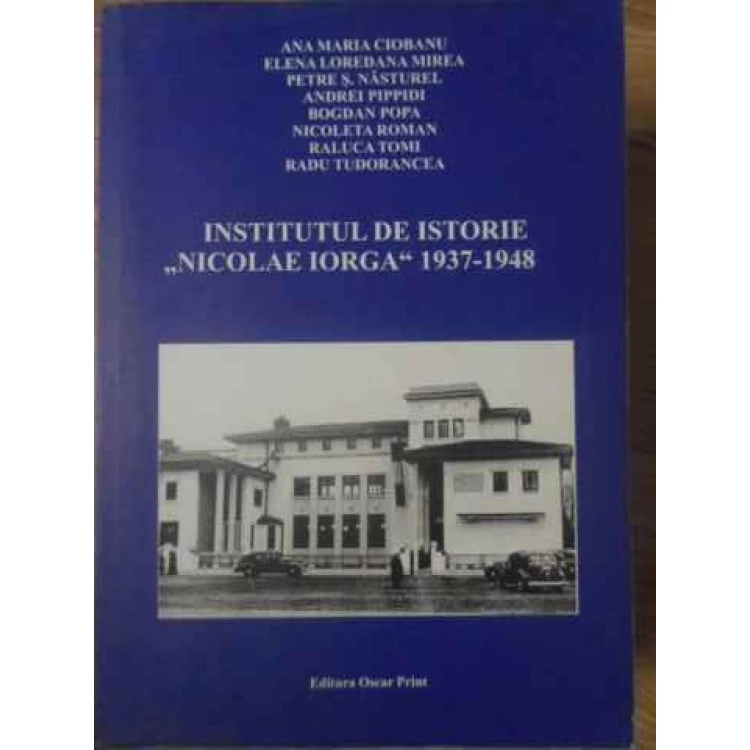 ANA MARIA CIOBANU
ELENA LOREDANA MIREA
PETRE Ș. NĂSTUREL
ANDREI PIPPIDI
BOGDAN POPA
NICOLETA ROMAN
RALUCA TOMI
RADU TUDORANCEA
INSTITUTUL DE ISTORIE
„NICOLAE IORGA“ 1937-1948
Editura Oscar Print